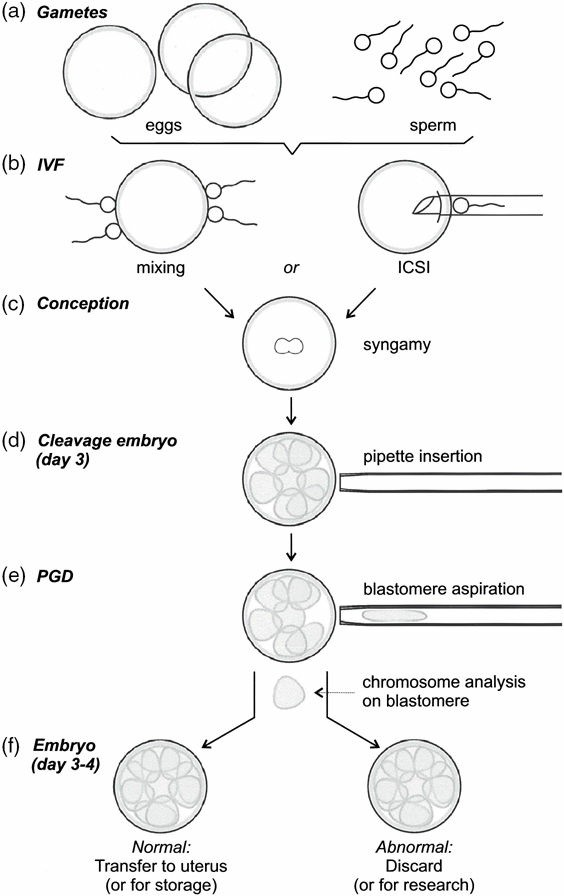 (a) Gametes
eggs
sperm
(b) IVF
mixing
or
ICSI
(c) Conception
syngamy
(d) Cleavage embryo
(day 3)
pipette insertion
(e) PGD
blastomere aspiration
chromosome analysis
on blastomere
(f) Embryo
(day 3-4)
Normal:
Transfer to uterus
(or for storage)
Abnormal:
Discard
(or for research)